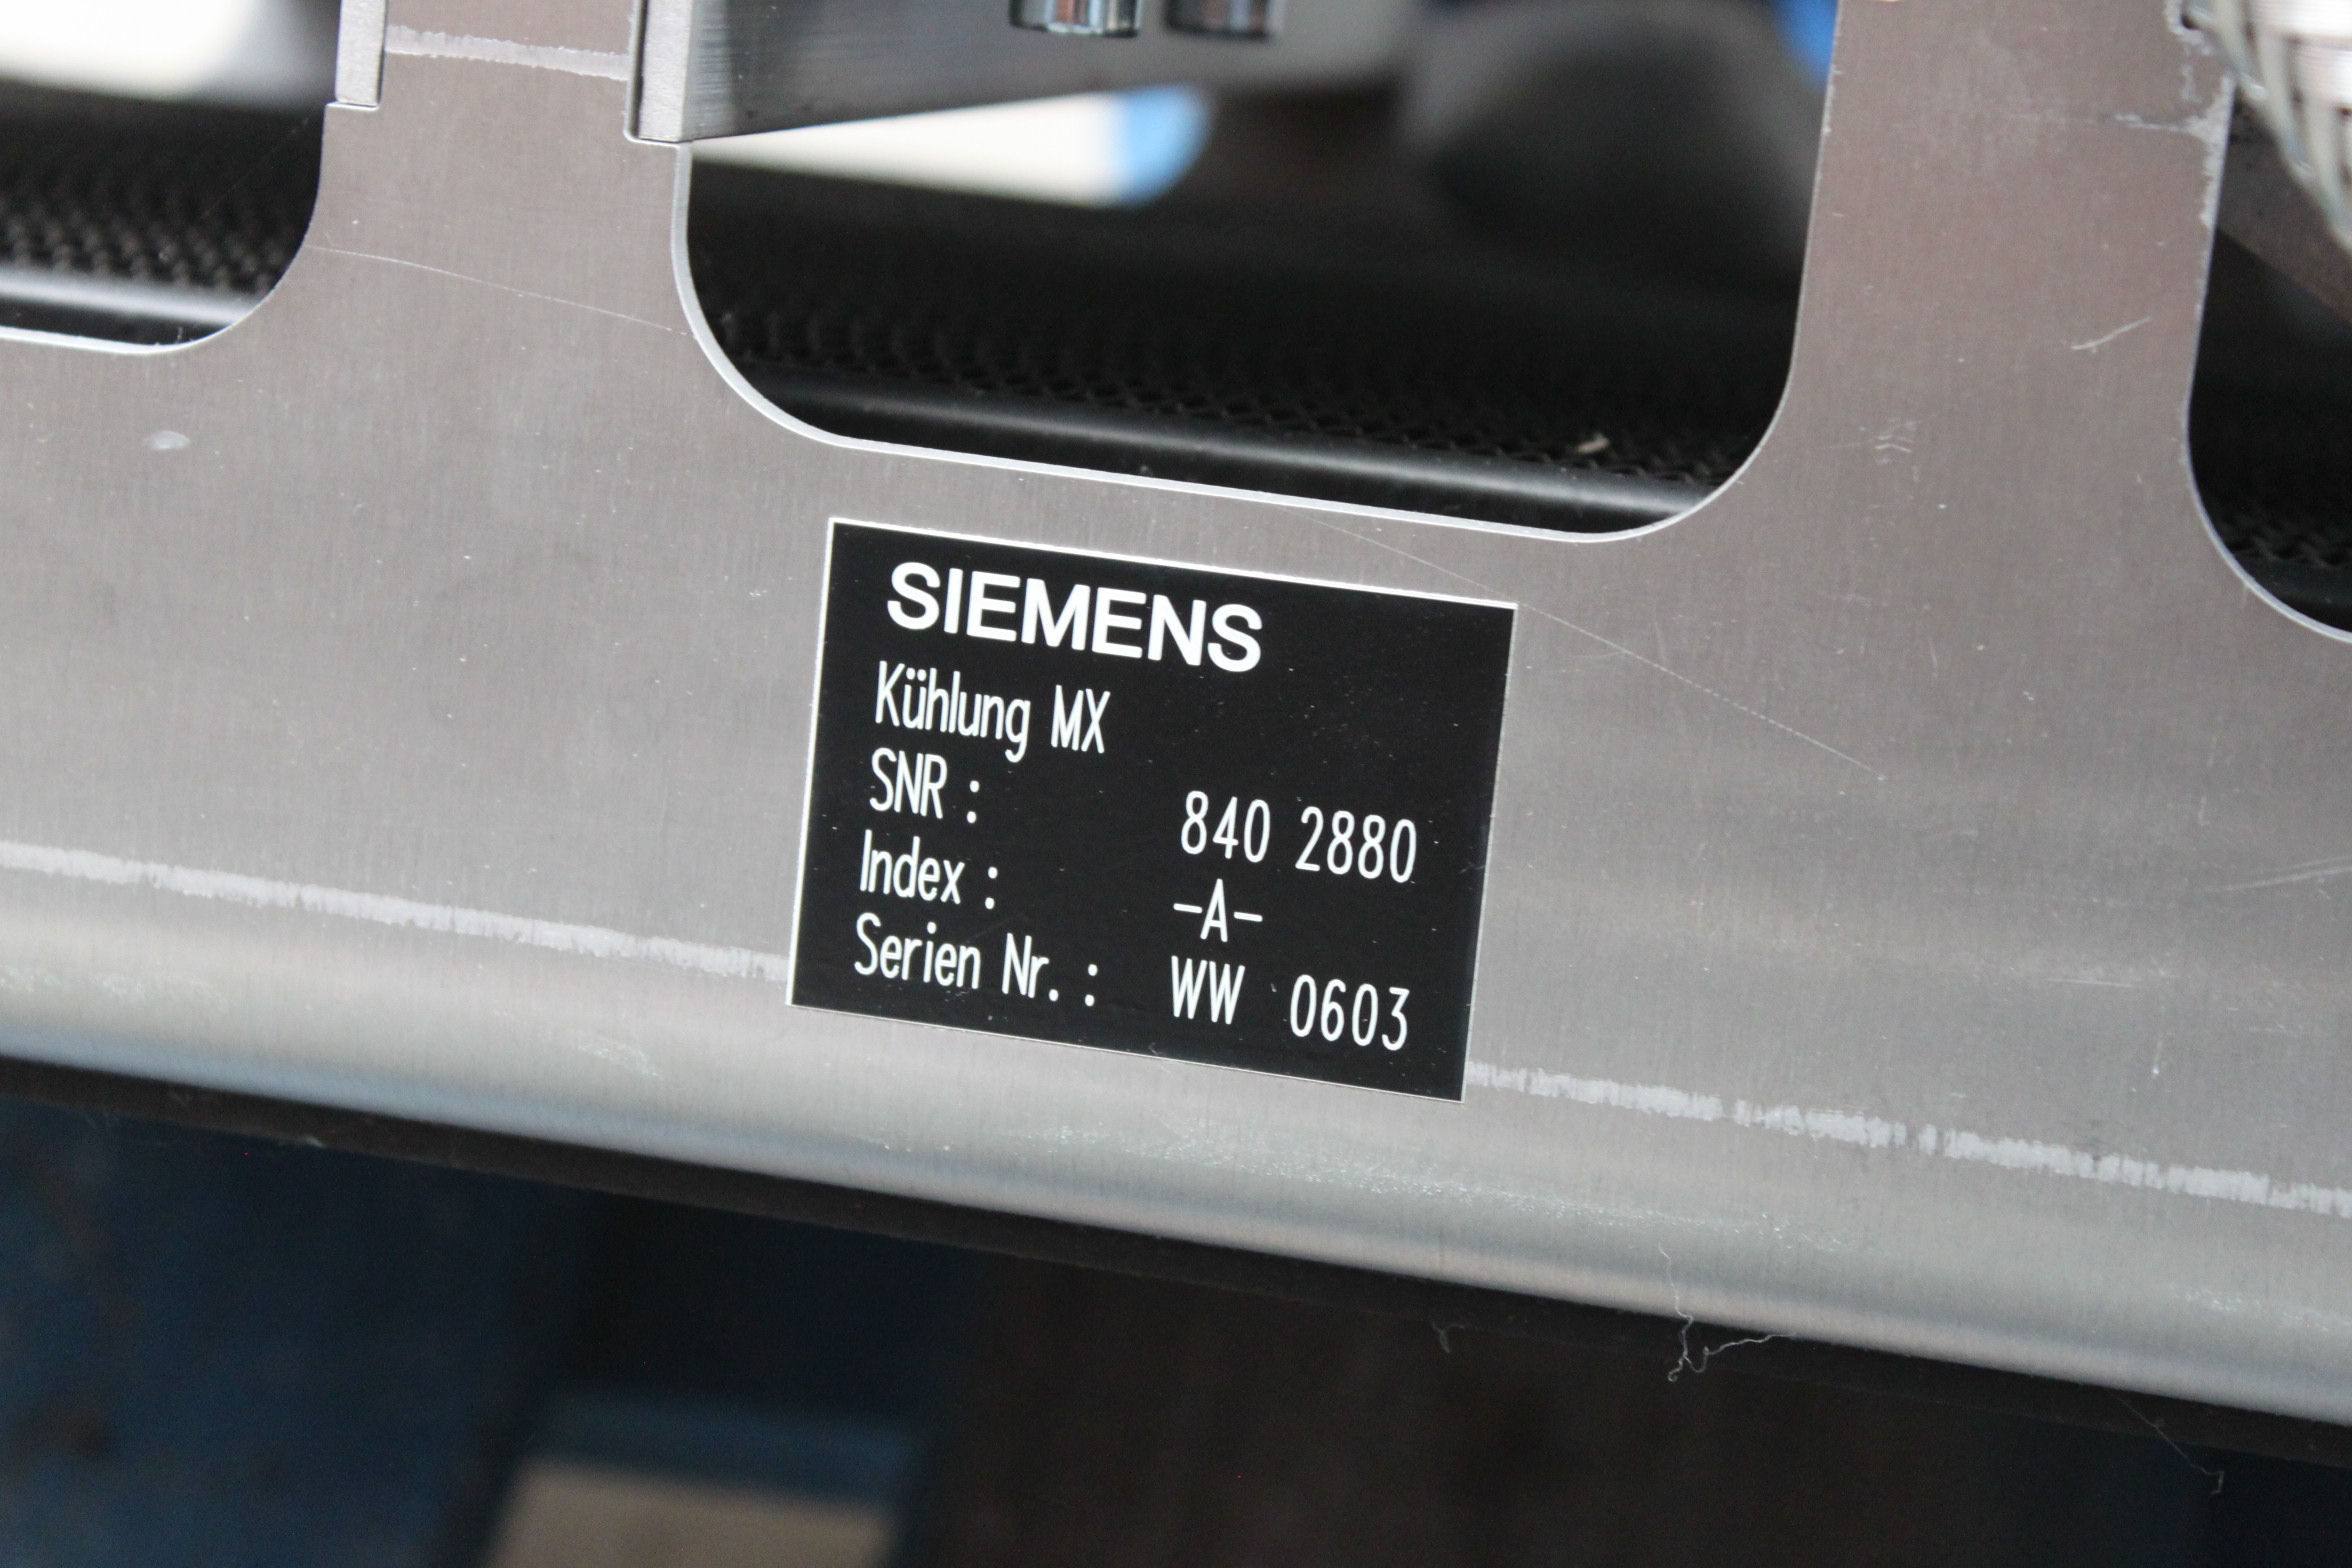 SIEMENS
Kühlung MX
SNR : 840 2880
Index : -A-
Serien Nr. : WW 0603